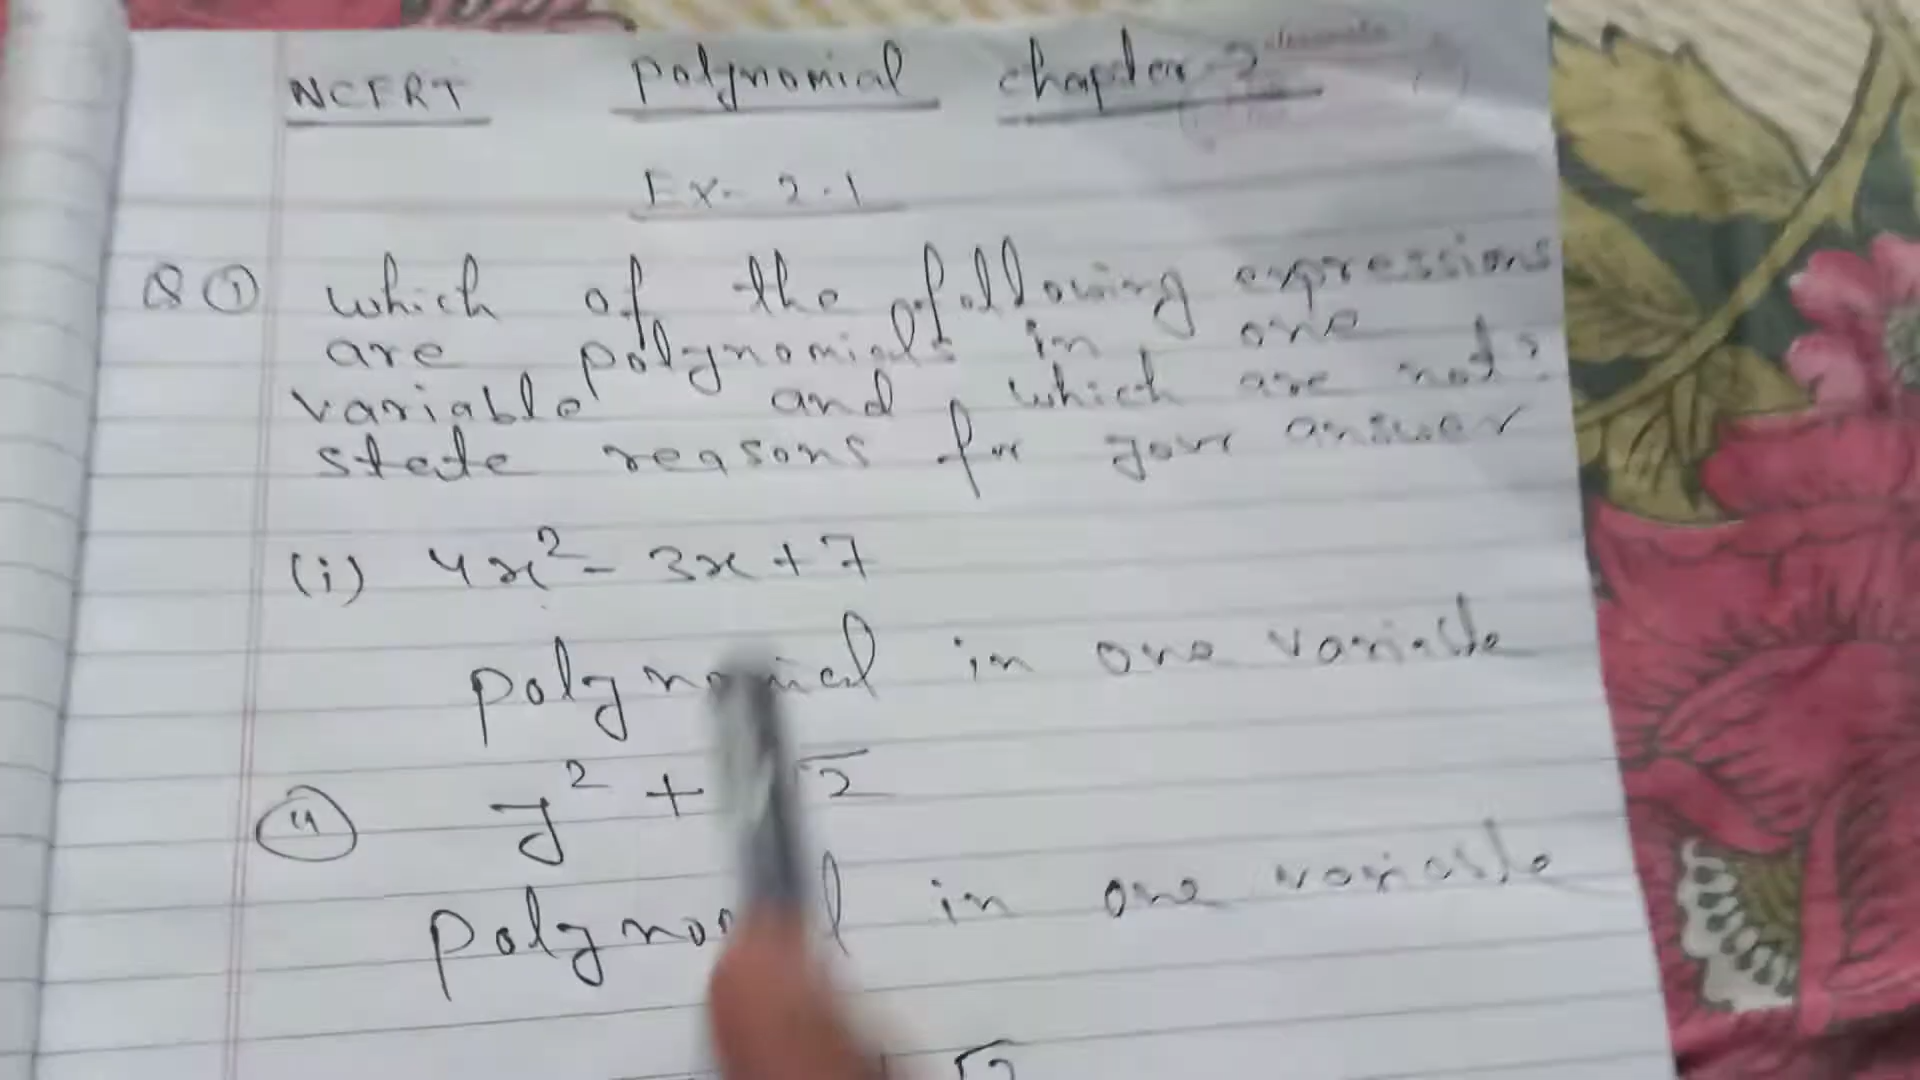 NCERT polynomial chapter-2
Ex- 2.1
Q ① which of the following expressions
are polynomials in one
variable and which are not?
state reasons for your answer
(i) 4x² - 3x + 7
polynomial in one variable
(ii) y² + √2
polynomial in one variable
√2